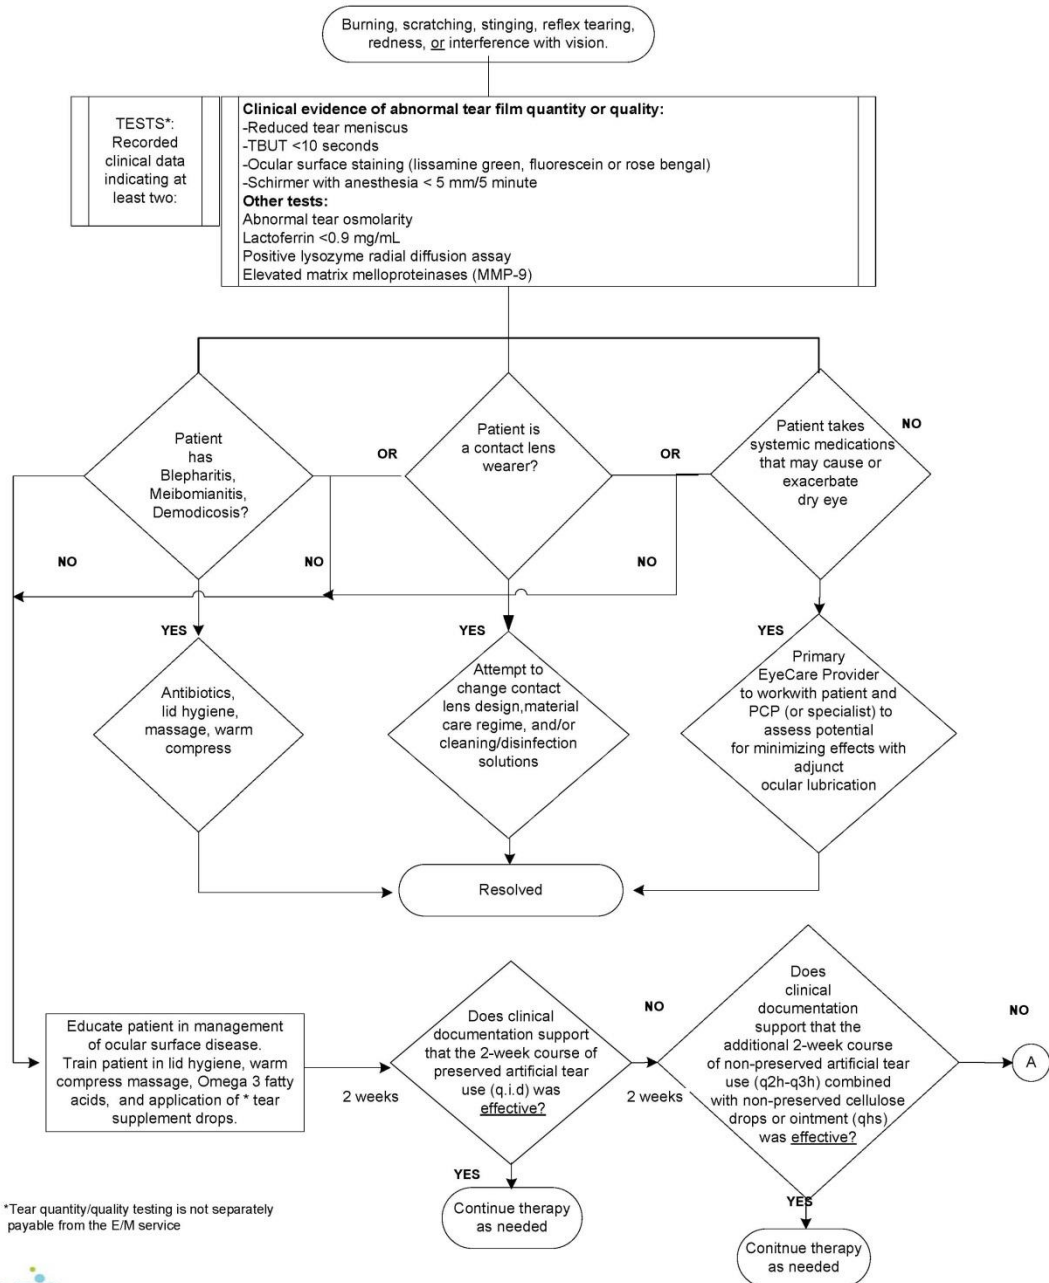 Burning, scratching, stinging, reflex tearing,
redness, or interference with vision.
TESTS*:
Recorded
clinical data
indicating at
least two:
Clinical evidence of abnormal tear film quantity or quality:
-Reduced tear meniscus
-TBUT <10 seconds
-Ocular surface staining (lissamine green, fluorescein or rose bengal)
-Schirmer with anesthesia < 5 mm/5 minute
Other tests:
Abnormal tear osmolarity
Lactoferrin <0.9 mg/mL
Positive lysozyme radial diffusion assay
Elevated matrix melloproteinases (MMP-9)
Patient
has
Blepharitis,
Meibomianitis,
Demodicosis?
OR
Patient is
a contact lens
wearer?
OR
Patient takes
systemic medications
that may cause or
exacerbate
dry eye
NO
NO
NO
NO
YES
YES
YES
Antibiotics,
lid hygiene,
massage, warm
compress
Attempt to
change contact
lens design,material
care regime, and/or
cleaning/disinfection
solutions
Primary
EyeCare Provider
to workwith patient and
PCP (or specialist) to
assess potential
for minimizing effects with
adjunct
ocular lubrication
Resolved
Educate patient in management
of ocular surface disease.
Train patient in lid hygiene, warm
compress massage, Omega 3 fatty
acids, and application of * tear
supplement drops.
2 weeks
Does clinical
documentation support
that the 2-week course of
preserved artificial tear
use (q.i.d) was
effective?
NO
2 weeks
Does
clinical
documentation
support that the
additional 2-week course
of non-preserved artificial tear
use (q2h-q3h) combined
with non-preserved cellulose
drops or ointment (qhs)
was effective?
NO
A
YES
Continue therapy
as needed
YES
Conitnue therapy
as needed
*Tear quantity/quality testing is not separately
payable from the E/M service